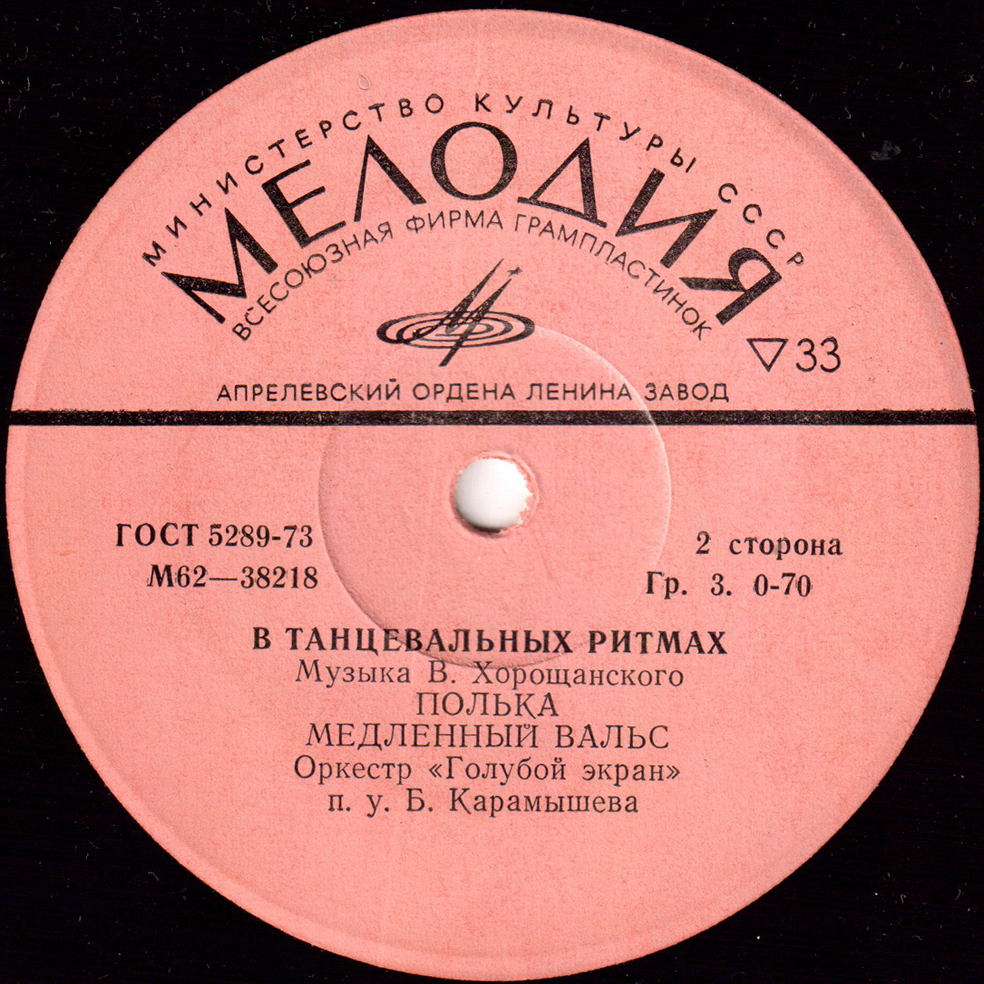 МИНИСТЕРСТВО КУЛЬТУРЫ СССР
МЕЛОДИЯ
ВСЕСОЮЗНАЯ ФИРМА ГРАМПЛАСТИНОК
▽33
АПРЕЛЕВСКИЙ ОРДЕНА ЛЕНИНА ЗАВОД
ГОСТ 5289-73
М62—38218
2 сторона
Гр. 3. 0-70
В ТАНЦЕВАЛЬНЫХ РИТМАХ
Музыка В. Хорощанского
ПОЛЬКА
МЕДЛЕННЫЙ ВАЛЬС
Оркестр «Голубой экран»
п. у. Б. Карамышева